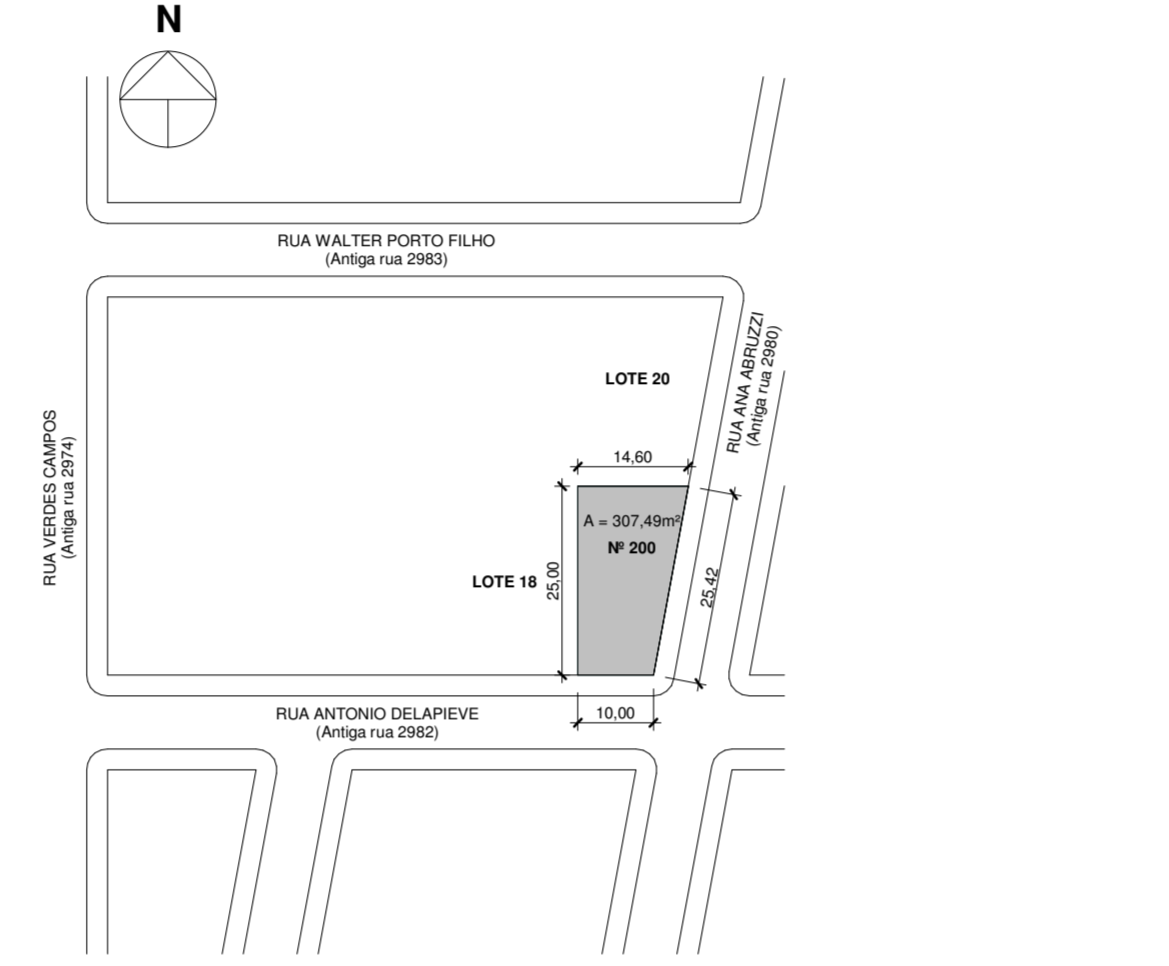 N
RUA WALTER PORTO FILHO
(Antiga rua 2983)
RUA ANA ABRUZZI
(Antiga rua 2980)
LOTE 20
RUA VERDES CAMPOS
(Antiga rua 2974)
14,60
A = 307,49m²
Nº 200
LOTE 18
25,00
25,42
10,00
RUA ANTONIO DELAPIEVE
(Antiga rua 2982)